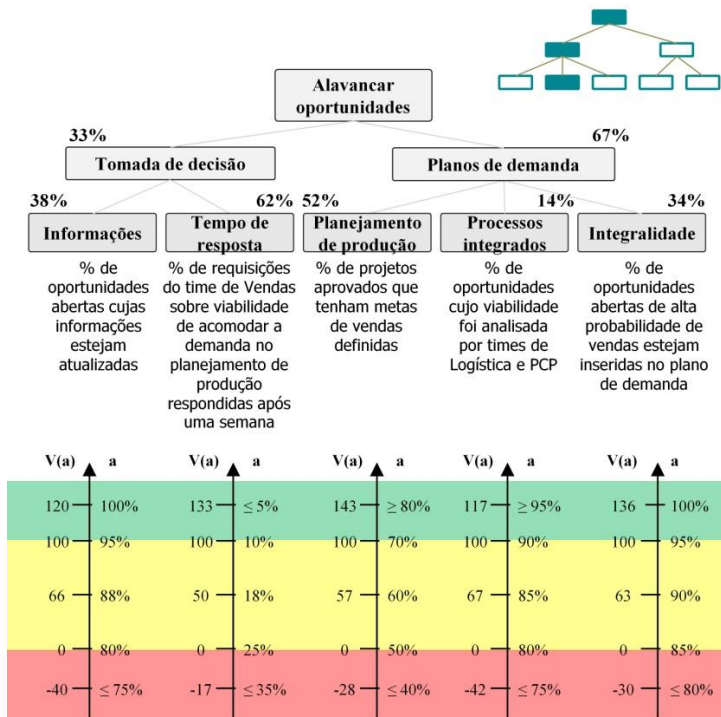 Alavancar
oportunidades
33%
67%
Tomada de decisão
Planos de demanda
38%
62%
52%
14%
34%
Informações
Tempo de
resposta
Planejamento
de produção
Processos
integrados
Integralidade
% de
oportunidades
abertas cujas
informações
estejam
atualizadas
% de requisições
do time de Vendas
sobre viabilidade
de acomodar a
demanda no
planejamento de
produção
respondidas após
uma semana
% de projetos
aprovados que
tenham metas
de vendas
definidas
% de
oportunidades
cujo viabilidade
foi analisada
por times de
Logística e PCP
% de
oportunidades
abertas de alta
probabilidade de
vendas estejam
inseridas no plano
de demanda
V(a) a V(a) a V(a) a V(a) a V(a) a
120 100% 133 ≤ 5% 143 ≥ 80% 117 ≥ 95% 136 100%
100 95% 100 10% 100 70% 100 90% 100 95%
66 88% 50 18% 57 60% 67 85% 63 90%
0 80% 0 25% 0 50% 0 80% 0 85%
-40 ≤ 75% -17 ≤ 35% -28 ≤ 40% -42 ≤ 75% -30 ≤ 80%